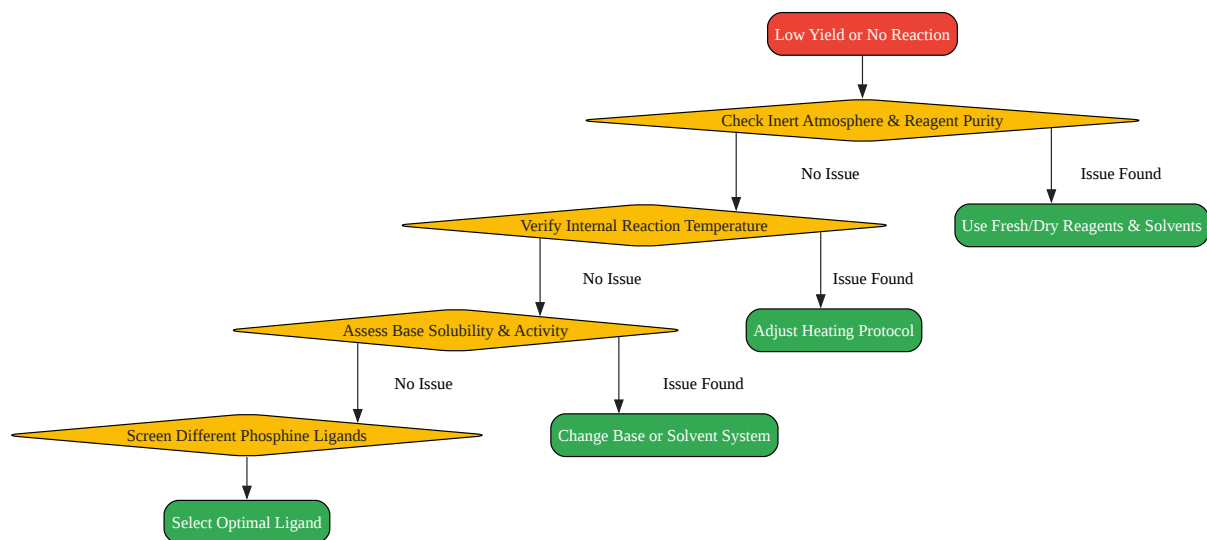 Low Yield or No Reaction
Check Inert Atmosphere & Reagent Purity
No Issue
Issue Found
Verify Internal Reaction Temperature
Use Fresh/Dry Reagents & Solvents
No Issue
Issue Found
Assess Base Solubility & Activity
Adjust Heating Protocol
No Issue
Issue Found
Screen Different Phosphine Ligands
Change Base or Solvent System
Select Optimal Ligand